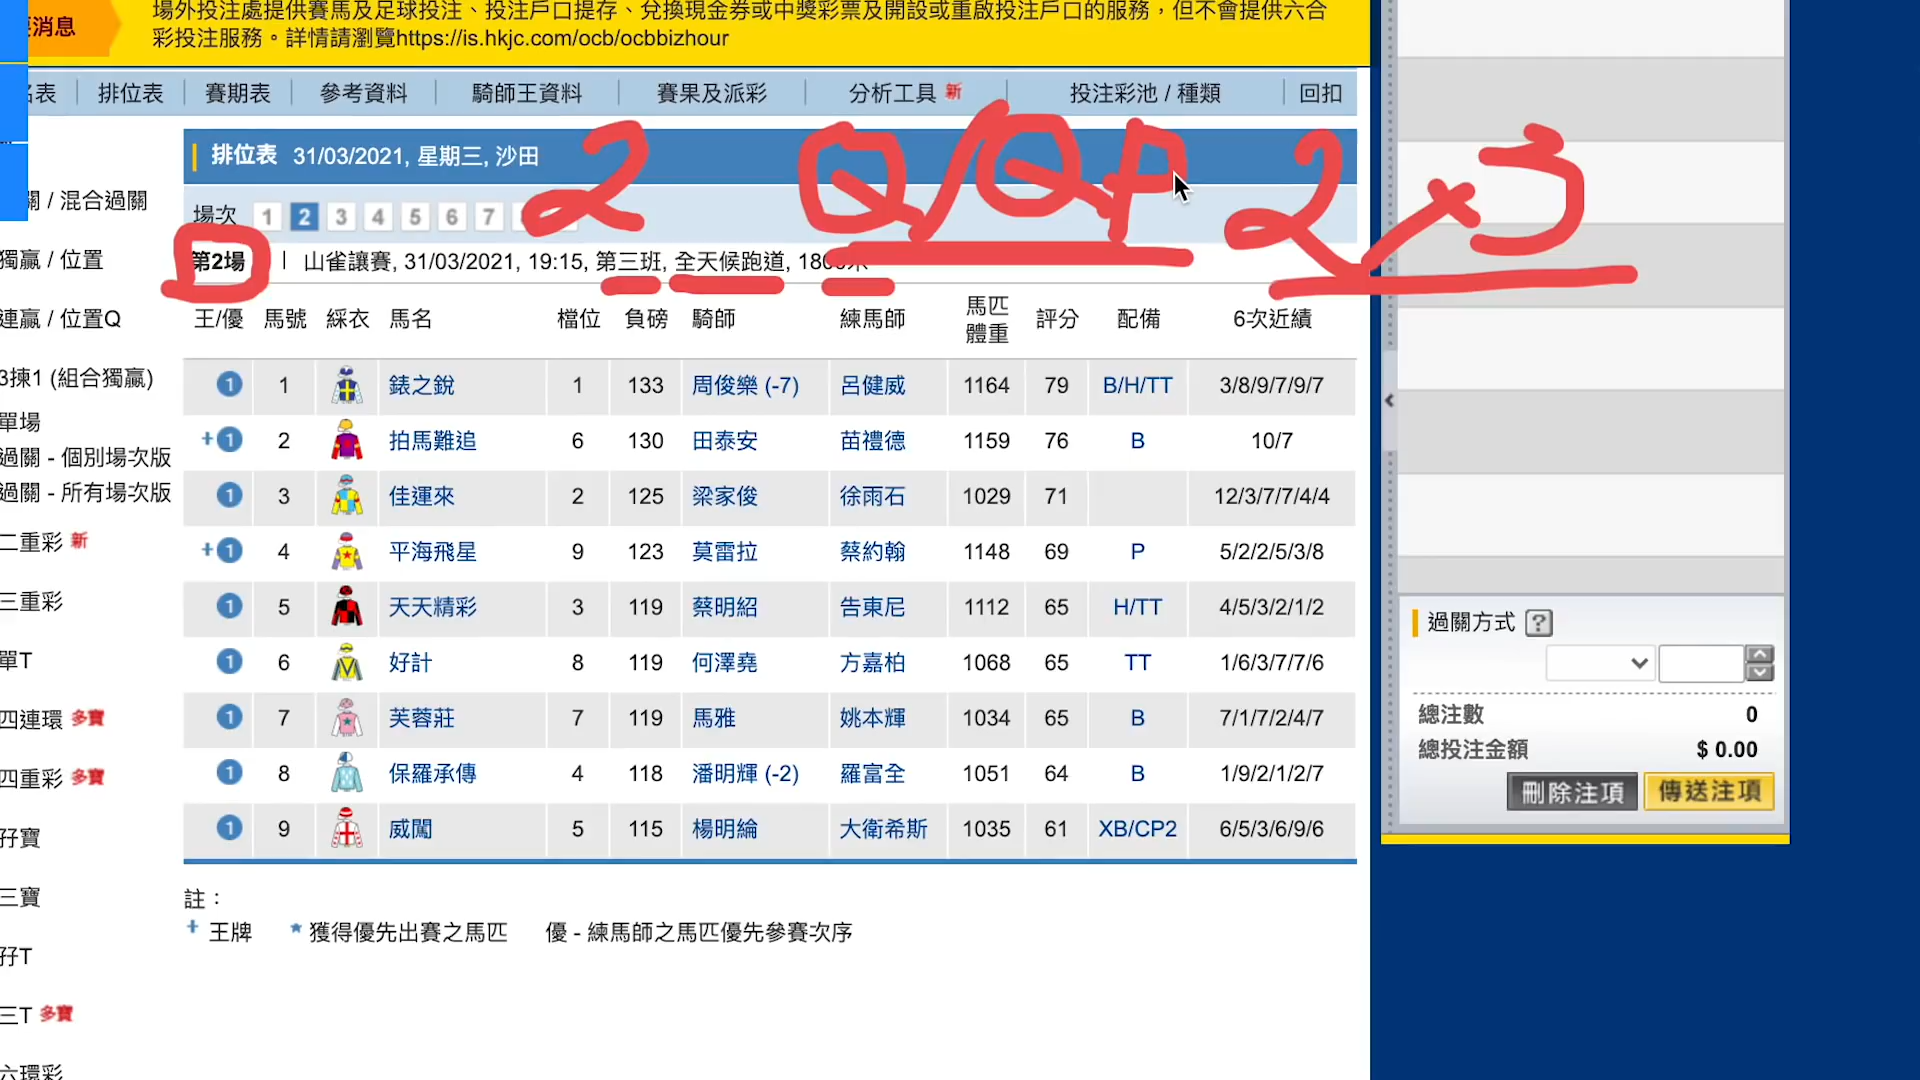 消息
場外投注處提供賽馬及足球投注、投注戶口提存、兌換現金券或中獎彩票及開設或重啟投注戶口的服務，但不會提供六合
彩投注服務。詳情請瀏覽https://is.hkjc.com/ocb/ocbbizhour
名表 排位表 賽期表 參考資料 騎師王資料 賽果及派彩 分析工具 新 投注彩池 / 種類 回扣
排位表 31/03/2021, 星期三, 沙田
2 Q/QP 2x3
場次 1 2 3 4 5 6 7
第2場 | 山雀讓賽, 31/03/2021, 19:15, 第三班, 全天候跑道, 1800米
王/優 馬號 綵衣 馬名 檔位 負磅 騎師 練馬師 馬匹體重 評分 配備 6次近績
1 1 錶之銳 1 133 周俊樂 (-7) 呂健威 1164 79 B/H/TT 3/8/9/7/9/7
+1 2 拍馬難追 6 130 田泰安 苗禮德 1159 76 B 10/7
1 3 佳運來 2 125 梁家俊 徐雨石 1029 71 12/3/7/7/4/4
+1 4 平海飛星 9 123 莫雷拉 蔡約翰 1148 69 P 5/2/2/5/3/8
1 5 天天精彩 3 119 蔡明紹 告東尼 1112 65 H/TT 4/5/3/2/1/2
1 6 好計 8 119 何澤堯 方嘉柏 1068 65 TT 1/6/3/7/7/6
1 7 芙蓉莊 7 119 馬雅 姚本輝 1034 65 B 7/1/7/2/4/7
1 8 保羅承傳 4 118 潘明輝 (-2) 羅富全 1051 64 B 1/9/2/1/2/7
1 9 威闖 5 115 楊明綸 大衛希斯 1035 61 XB/CP2 6/5/3/6/9/6
註：
+ 王牌 * 獲得優先出賽之馬匹 優 - 練馬師之馬匹優先參賽次序
關 / 混合過關
獨贏 / 位置
連贏 / 位置Q
3揀1 (組合獨贏)
單場
過關 - 個別場次版
過關 - 所有場次版
二重彩 新
三重彩
單T
四連環 多寶
四重彩 多寶
孖寶
三寶
孖T
三T 多寶
六環彩
過關方式 ?
總注數 0
總投注金額 $ 0.00
刪除注項 傳送注項